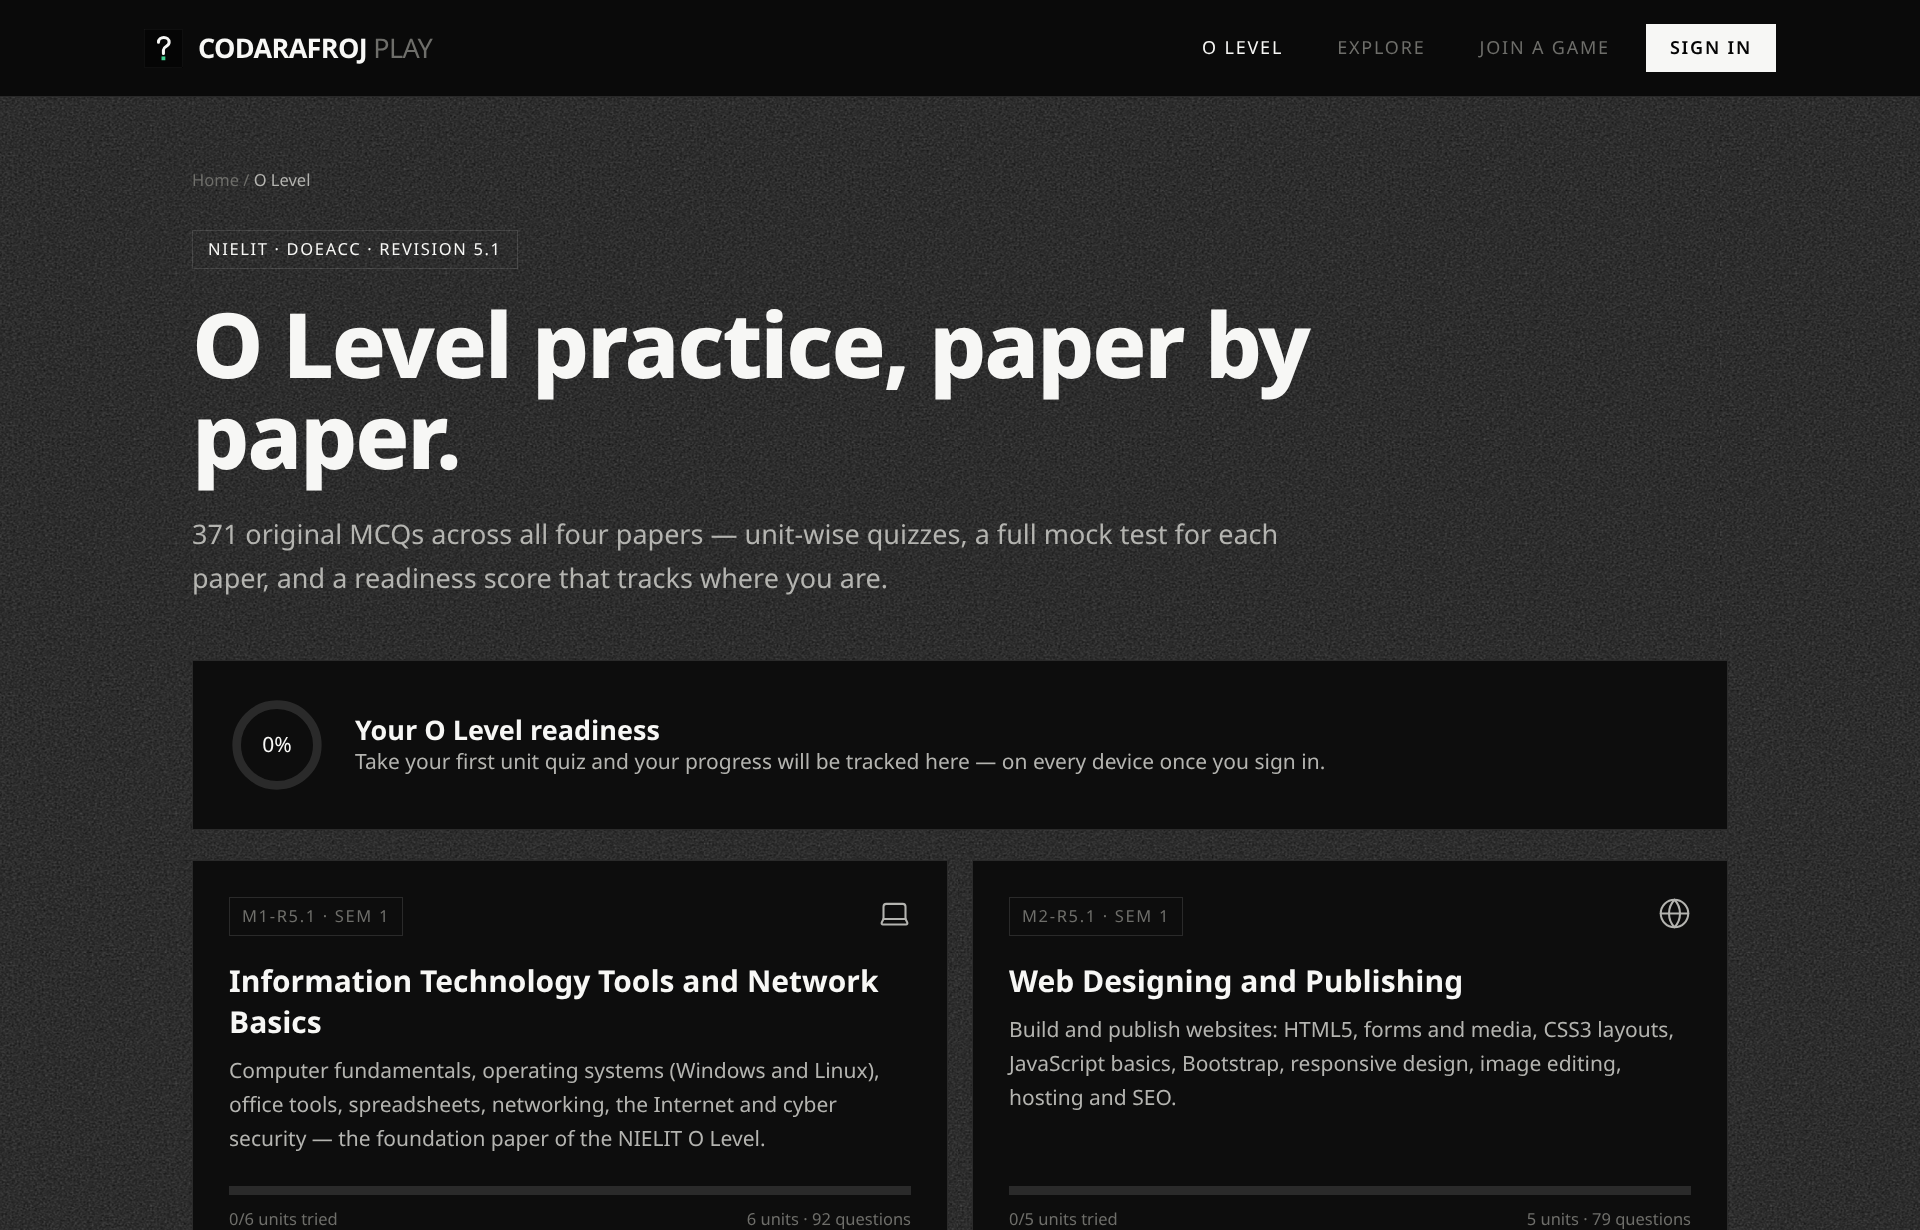 ? CODARAFROJ PLAY
O LEVEL
EXPLORE
JOIN A GAME
SIGN IN
Home / O Level
NIELIT · DOEACC · REVISION 5.1
O Level practice, paper by
paper.
371 original MCQs across all four papers — unit-wise quizzes, a full mock test for each
paper, and a readiness score that tracks where you are.
0%
Your O Level readiness
Take your first unit quiz and your progress will be tracked here — on every device once you sign in.
M1-R5.1 · SEM 1
Information Technology Tools and Network
Basics
Computer fundamentals, operating systems (Windows and Linux),
office tools, spreadsheets, networking, the Internet and cyber
security — the foundation paper of the NIELIT O Level.
0/6 units tried
6 units · 92 questions
M2-R5.1 · SEM 1
Web Designing and Publishing
Build and publish websites: HTML5, forms and media, CSS3 layouts,
JavaScript basics, Bootstrap, responsive design, image editing,
hosting and SEO.
0/5 units tried
5 units · 79 questions